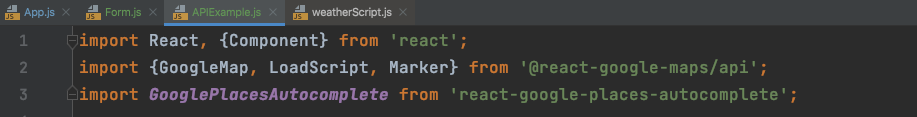 App.js × Form.js × APIExample.js × weatherScript.js ×
1 import React, {Component} from 'react';
2 import {GoogleMap, LoadScript, Marker} from '@react-google-maps/api';
3 import GooglePlacesAutocomplete from 'react-google-places-autocomplete';